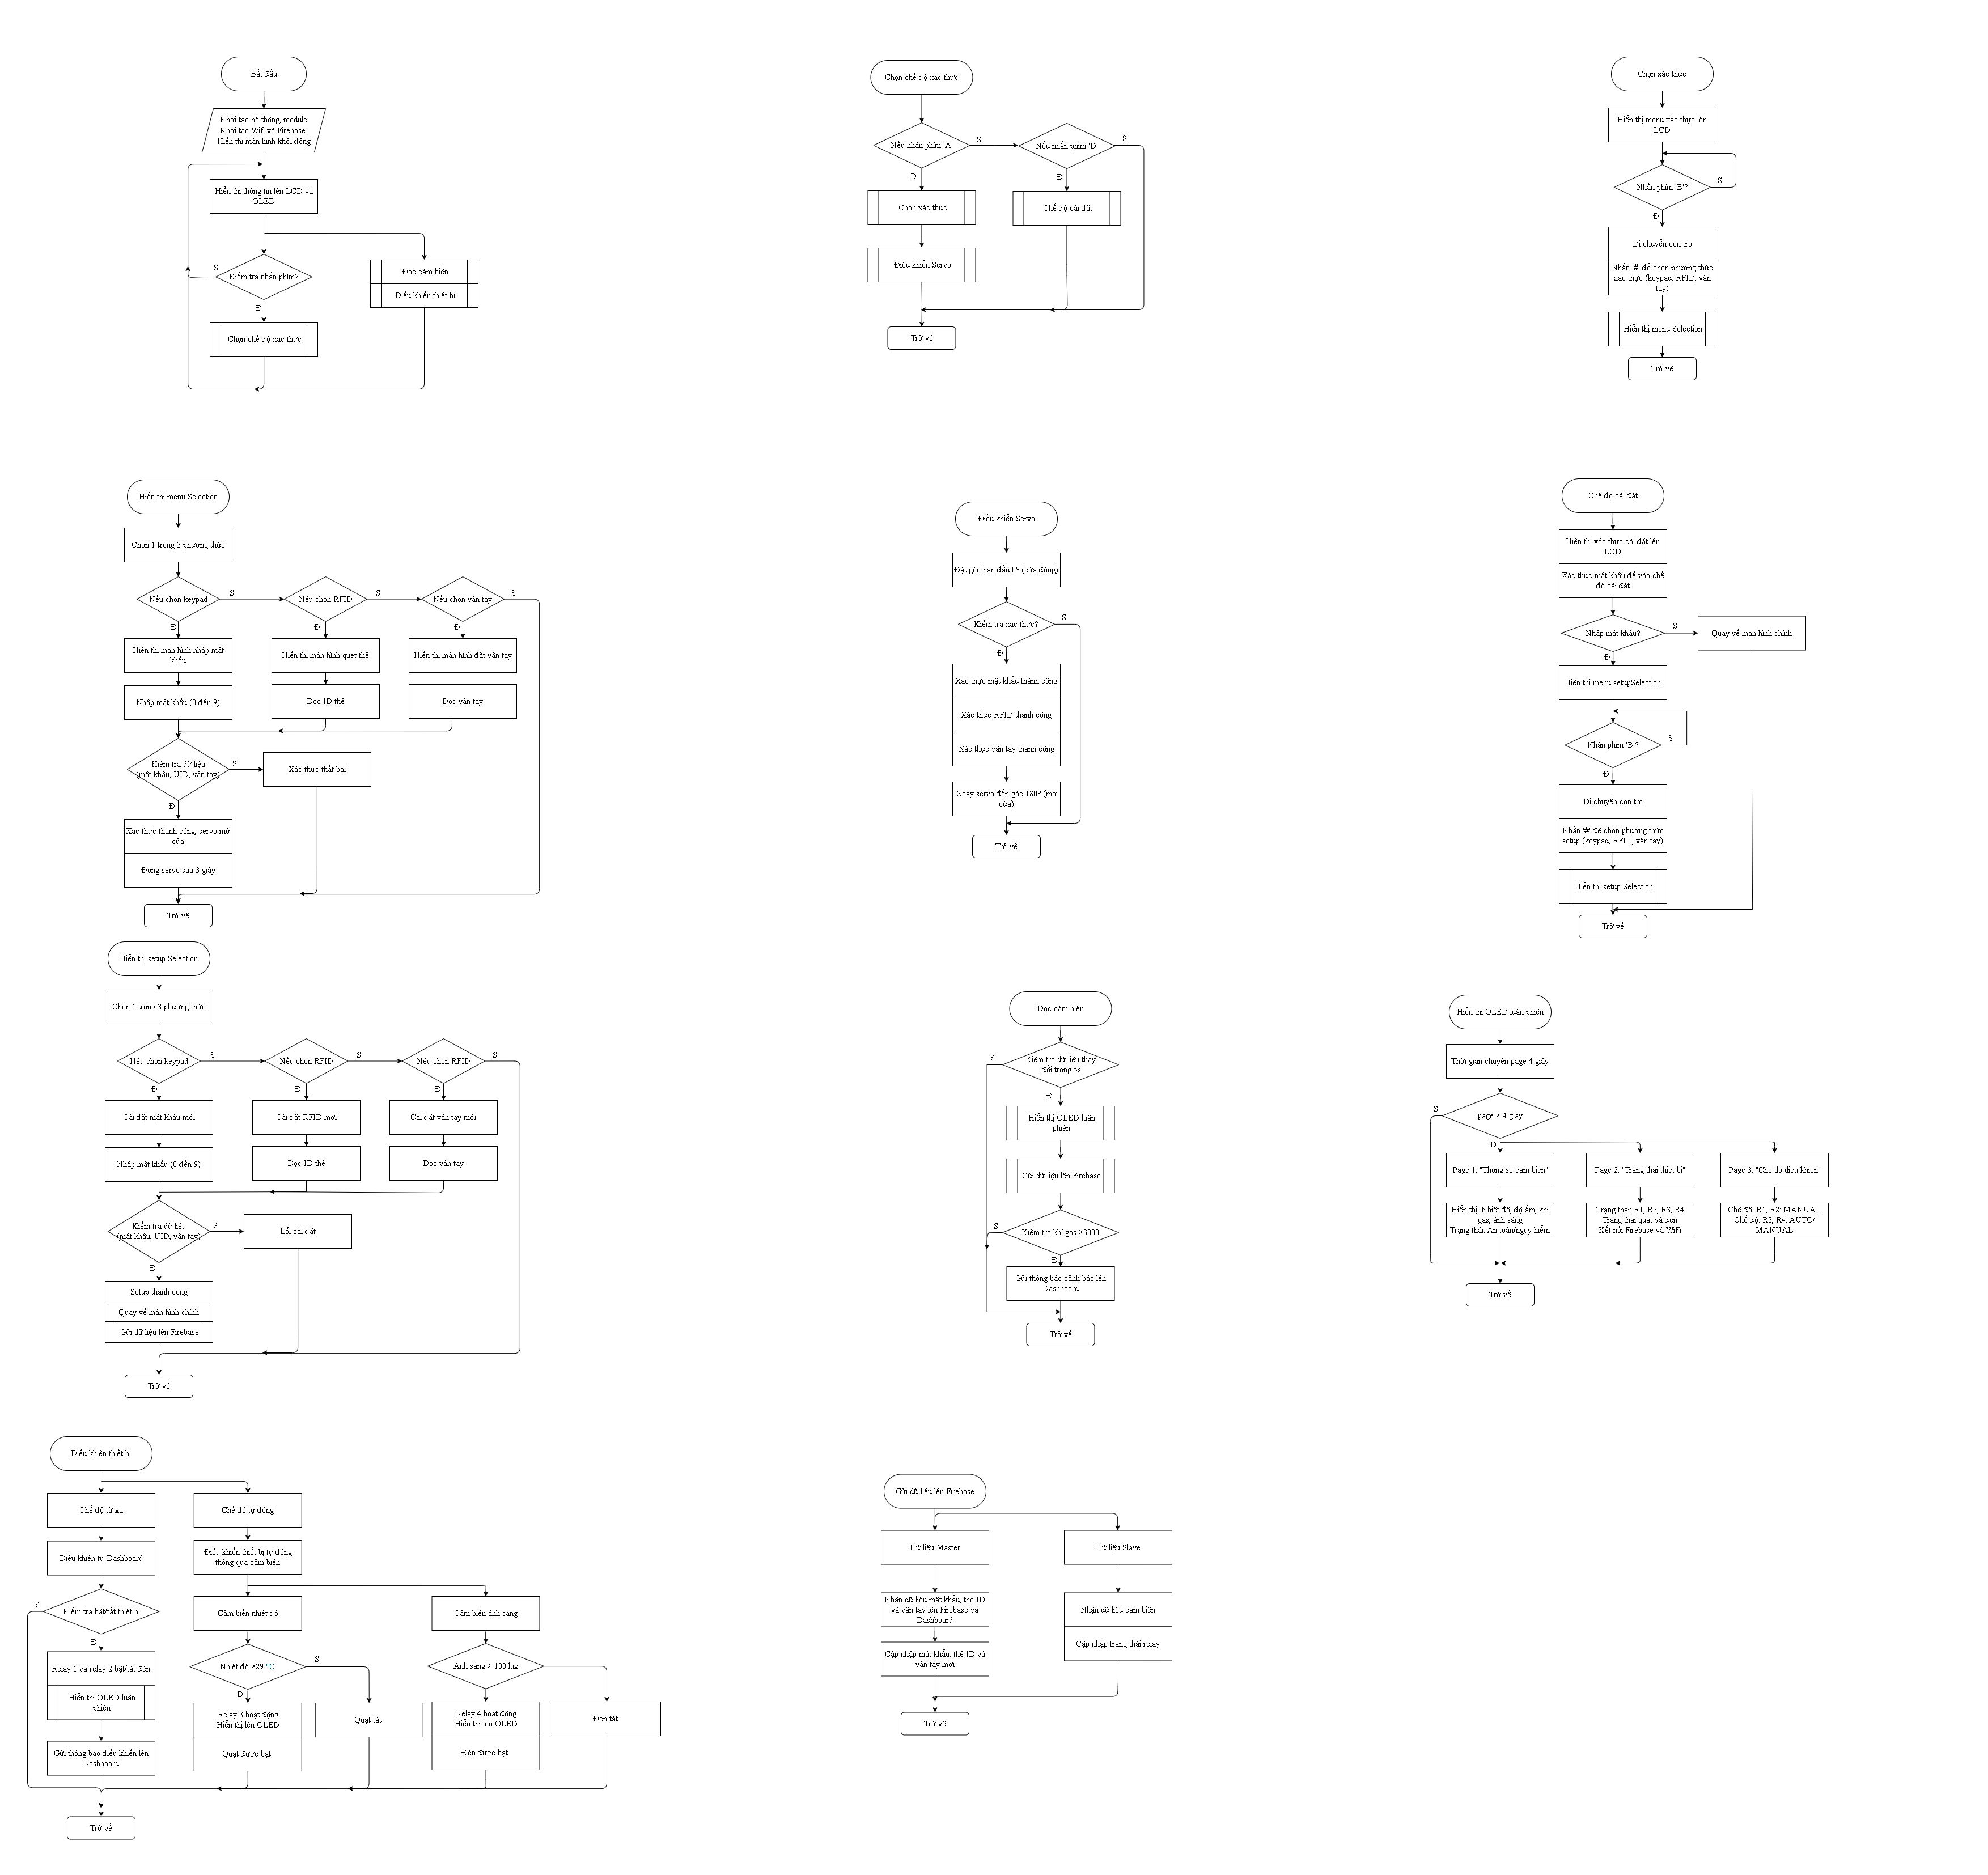 Bắt đầu
Khởi tạo hệ thống, module
Khởi tạo Wifi và Firebase
Hiển thị màn hình khởi động
Hiển thị thông tin lên LCD và
OLED
Kiểm tra nhấn phím?
S
Đ
Chọn chế độ xác thực
Đọc cảm biến
Điều khiển thiết bị
Chọn chế độ xác thực
Nếu nhấn phím 'A'
S
Nếu nhấn phím 'D'
S
Đ
Đ
Chọn xác thực
Chế độ cài đặt
Điều khiển Servo
Trở về
Chọn xác thực
Hiển thị menu xác thực lên
LCD
Nhấn phím 'B'?
S
Đ
Di chuyển con trỏ
Nhấn '#' để chọn phương thức
xác thực (keypad, RFID, vân
tay)
Hiển thị menu Selection
Trở về
Hiển thị menu Selection
Chọn 1 trong 3 phương thức
Nếu chọn keypad
S
Nếu chọn RFID
S
Nếu chọn vân tay
S
Đ
Đ
Đ
Hiển thị màn hình nhập mật
khẩu
Hiển thị màn hình quẹt thẻ
Hiển thị màn hình đặt vân tay
Nhập mật khẩu (0 đến 9)
Đọc ID thẻ
Đọc vân tay
Kiểm tra dữ liệu
(mật khẩu, UID, vân tay)
S
Xác thực thất bại
Đ
Xác thực thành công, servo mở
cửa
Đóng servo sau 3 giây
Trở về
Điều khiển Servo
Đặt góc ban đầu 0° (cửa đóng)
Kiểm tra xác thực?
S
Đ
Xác thực mật khẩu thành công
Xác thực RFID thành công
Xác thực vân tay thành công
Xoay servo đến góc 180° (mở
cửa)
Trở về
Chế độ cài đặt
Hiển thị xác thực cài đặt lên
LCD
Xác thực mật khẩu để vào chế
độ cài đặt
Nhập mật khẩu?
S
Quay về màn hình chính
Đ
Hiện thị menu setupSelection
Nhấn phím 'B'?
S
Đ
Di chuyển con trỏ
Nhấn '#' để chọn phương thức
setup (keypad, RFID, vân tay)
Hiển thị setup Selection
Trở về
Hiển thị setup Selection
Chọn 1 trong 3 phương thức
Nếu chọn keypad
S
Nếu chọn RFID
S
Nếu chọn RFID
S
Đ
Đ
Đ
Cài đặt mật khẩu mới
Cài đặt RFID mới
Cài đặt vân tay mới
Nhập mật khẩu (0 đến 9)
Đọc ID thẻ
Đọc vân tay
Kiểm tra dữ liệu
(mật khẩu, UID, vân tay)
S
Lỗi cài đặt
Đ
Setup thành công
Quay về màn hình chính
Gửi dữ liệu lên Firebase
Trở về
Đọc cảm biến
Kiểm tra dữ liệu thay
đổi trong 5s
S
Đ
Hiển thị OLED luân
phiên
Gửi dữ liệu lên Firebase
Kiểm tra khí gas >3000
S
Đ
Gửi thông báo cảnh báo lên
Dashboard
Trở về
Hiển thị OLED luân phiên
Thời gian chuyển page 4 giây
page > 4 giây
S
Đ
Page 1: "Thong so cam bien"
Page 2: "Trang thai thiet bi"
Page 3: "Che do dieu khien"
Hiển thị: Nhiệt độ, độ ẩm, khí
gas, ánh sáng
Trạng thái: An toàn/nguy hiểm
Trạng thái: R1, R2, R3, R4
Trạng thái quạt và đèn
Kết nối Firebase và WiFi
Chế độ: R1, R2: MANUAL
Chế độ: R3, R4: AUTO/
MANUAL
Trở về
Điều khiển thiết bị
Chế độ từ xa
Chế độ tự động
Điều khiển từ Dashboard
Điều khiển thiết bị tự động
thông qua cảm biến
Kiểm tra bật/tắt thiết bị
S
Đ
Cảm biến nhiệt độ
Cảm biến ánh sáng
Relay 1 và relay 2 bật/tắt đèn
Hiển thị OLED luân
phiên
Nhiệt độ >29 °C
S
Đ
Ánh sáng > 100 lux
Relay 3 hoạt động
Hiển thị lên OLED
Quạt được bật
Quạt tắt
Relay 4 hoạt động
Hiển thị lên OLED
Đèn được bật
Đèn tắt
Gửi thông báo điều khiển lên
Dashboard
Trở về
Gửi dữ liệu lên Firebase
Dữ liệu Master
Dữ liệu Slave
Nhận dữ liệu mật khẩu, thẻ ID
và vân tay lên Firebase và
Dashboard
Nhận dữ liệu cảm biến
Cập nhập trạng thái relay
Cập nhập mật khẩu, thẻ ID và
vân tay mới
Trở về